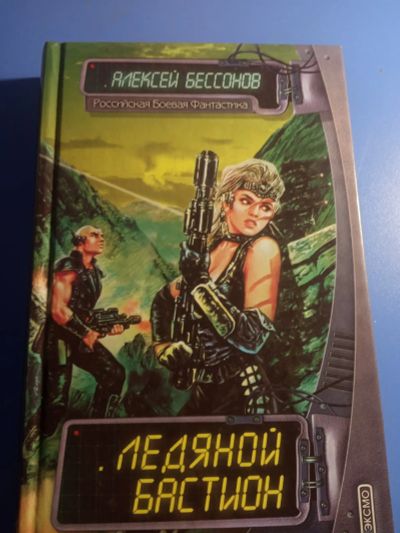 .АЛЕКСЕЙ БЕССОНОВ
Российская Боевая Фантастика
.ЛЕДЯНОЙ
БАСТИОН
ЭКСМО